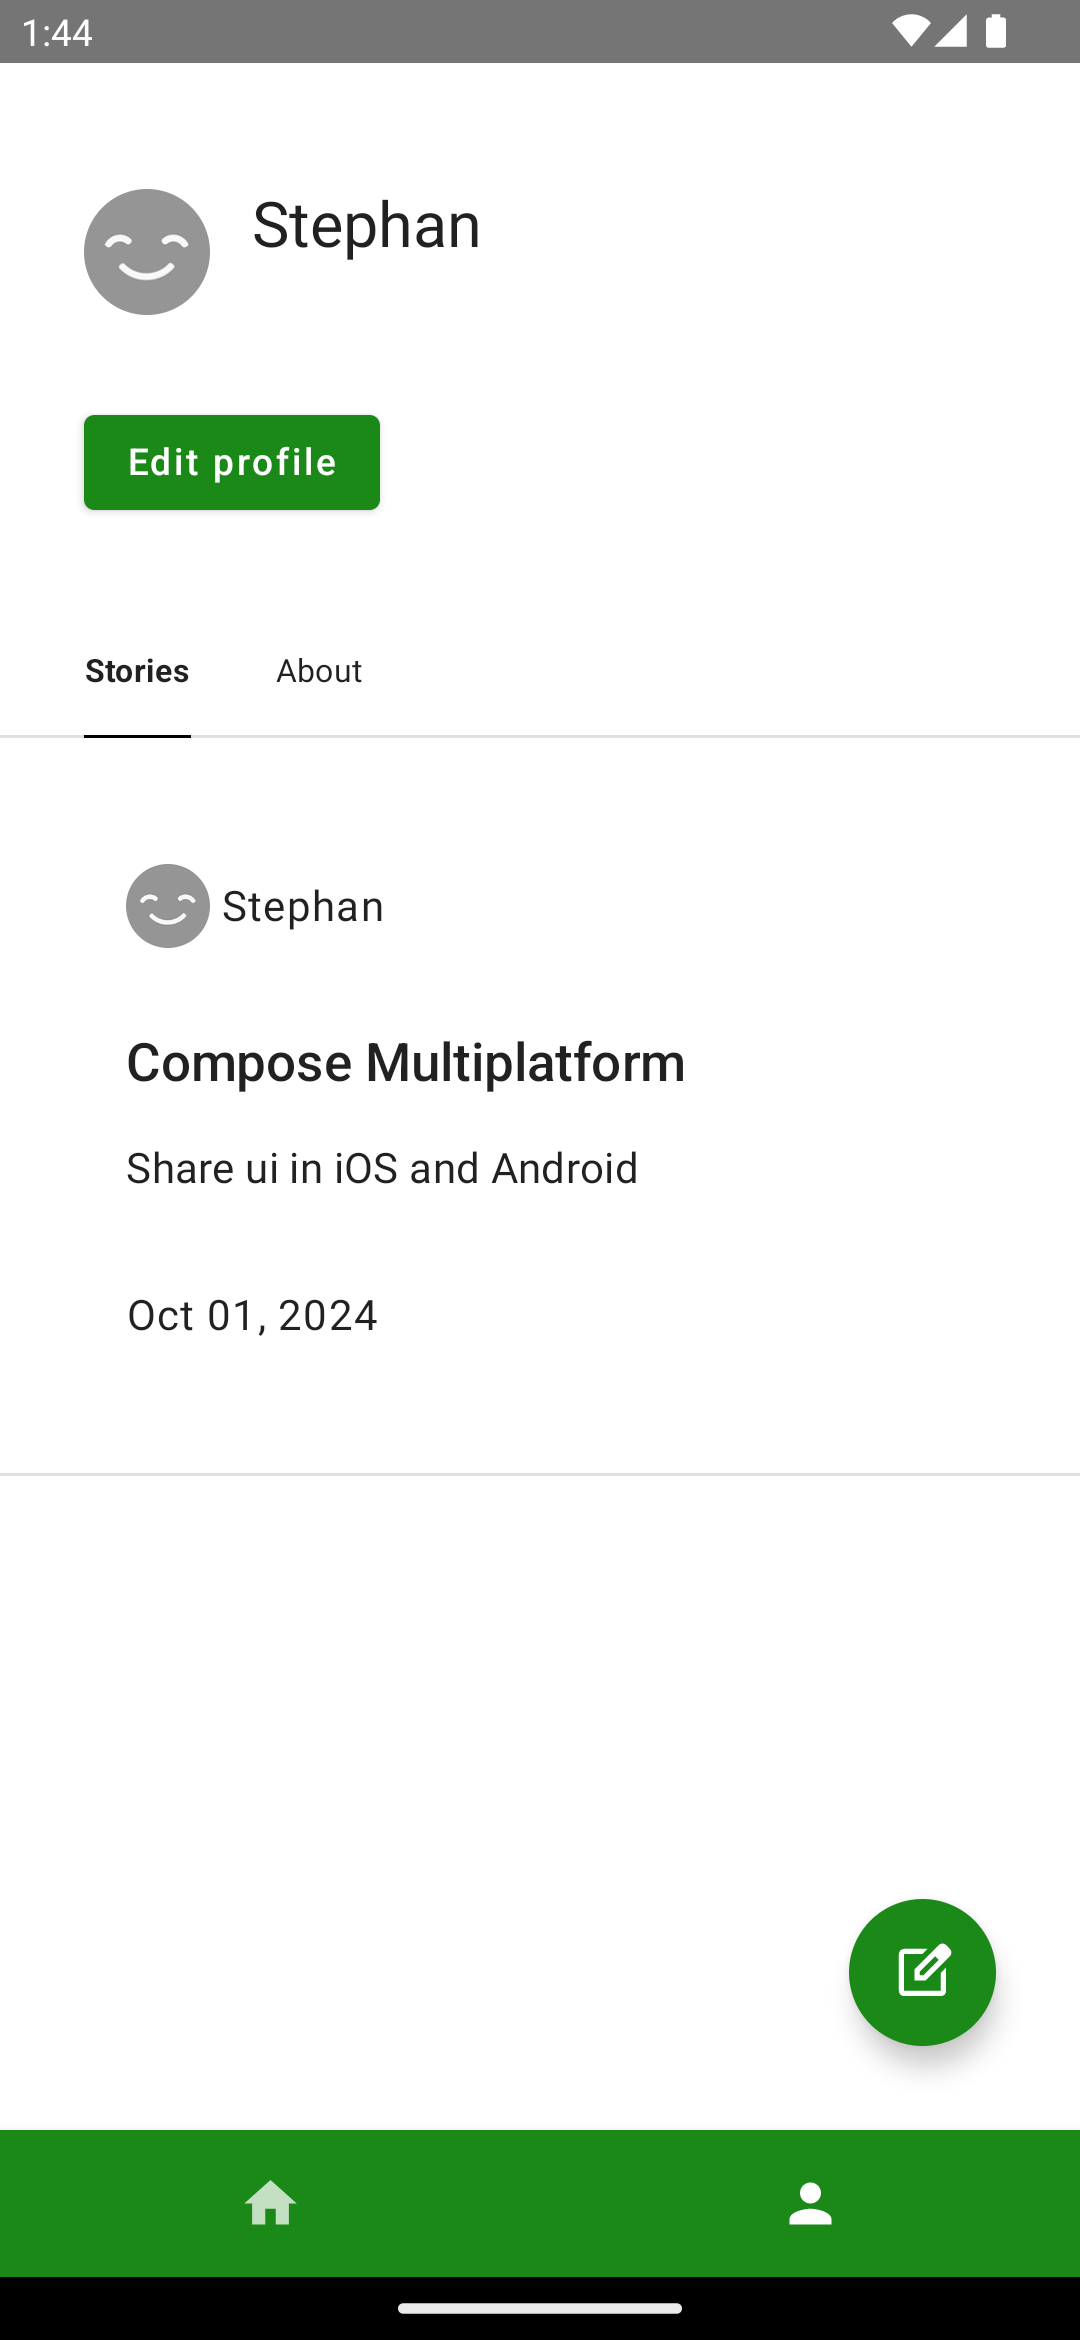 1:44
Stephan
Edit profile
Stories About
Stephan
Compose Multiplatform
Share ui in iOS and Android
Oct 01, 2024